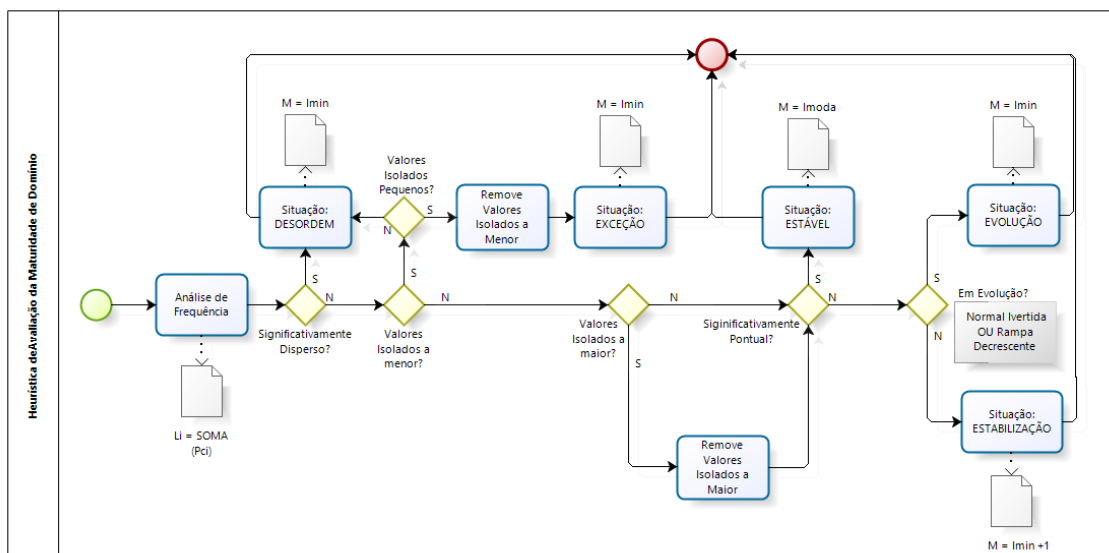 Heurística deAvaliação da Maturidade de Domínio
Análise de
Frequência
Li = SOMA
(Pci)
Siginificativamente
Disperso?
S
N
M = Imin
Situação:
DESORDEM
Valores
Isolados a
menor?
S
N
Valores
Isolados
Pequenos?
N
S
Remove
Valores
Isolados a
Menor
M = Imin
Situação:
EXCEÇÃO
Valores
Isolados a
maior?
N
S
Remove
Valores
Isolados a
Maior
Siginificativamente
Pontual?
S
N
M = Imoda
Situação:
ESTÁVEL
Em Evolução?
Normal Ivertida
OU Rampa
Decrescente
S
N
M = Imin
Situação:
EVOLUÇÃO
Situação:
ESTABILIZAÇÃO
M = Imin +1